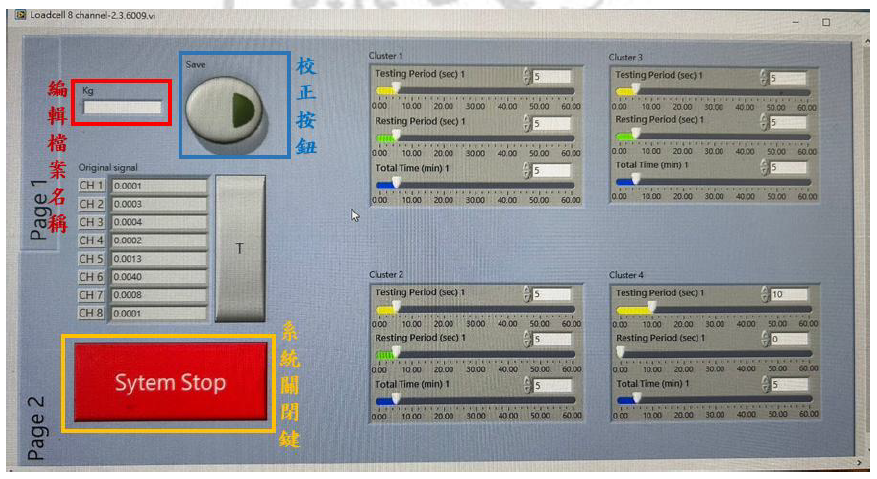 Loadcell 8 channel-2.3.6009.vi
Page 1
Page 2
編輯檔案名稱
Kg
Save
校正按鈕
Original signal
CH 1 0.0001
CH 2 0.0003
CH 3 0.0004
CH 4 0.0002
CH 5 0.0013
CH 6 0.0040
CH 7 0.0008
CH 8 0.0001
T
Sytem Stop
系統關閉鍵
Cluster 1
Testing Period (sec) 1 5
0.00 10.00 20.00 30.00 40.00 50.00 60.00
Resting Period (sec) 1 5
0.00 10.00 20.00 30.00 40.00 50.00 60.00
Total Time (min) 1 5
0.00 10.00 20.00 30.00 40.00 50.00 60.00
Cluster 3
Testing Period (sec) 1 5
0.00 10.00 20.00 30.00 40.00 50.00 60.00
Resting Period (sec) 1 5
0.00 10.00 20.00 30.00 40.00 50.00 60.00
Total Time (min) 1 5
0.00 10.00 20.00 30.00 40.00 50.00 60.00
Cluster 2
Testing Period (sec) 1 5
0.00 10.00 20.00 30.00 40.00 50.00 60.00
Resting Period (sec) 1 5
0.00 10.00 20.00 30.00 40.00 50.00 60.00
Total Time (min) 1 5
0.00 10.00 20.00 30.00 40.00 50.00 60.00
Cluster 4
Testing Period (sec) 1 10
0.00 10.00 20.00 30.00 40.00 50.00 60.00
Resting Period (sec) 1 0
0.00 10.00 20.00 30.00 40.00 50.00 60.00
Total Time (min) 1 5
0.00 10.00 20.00 30.00 40.00 50.00 60.00